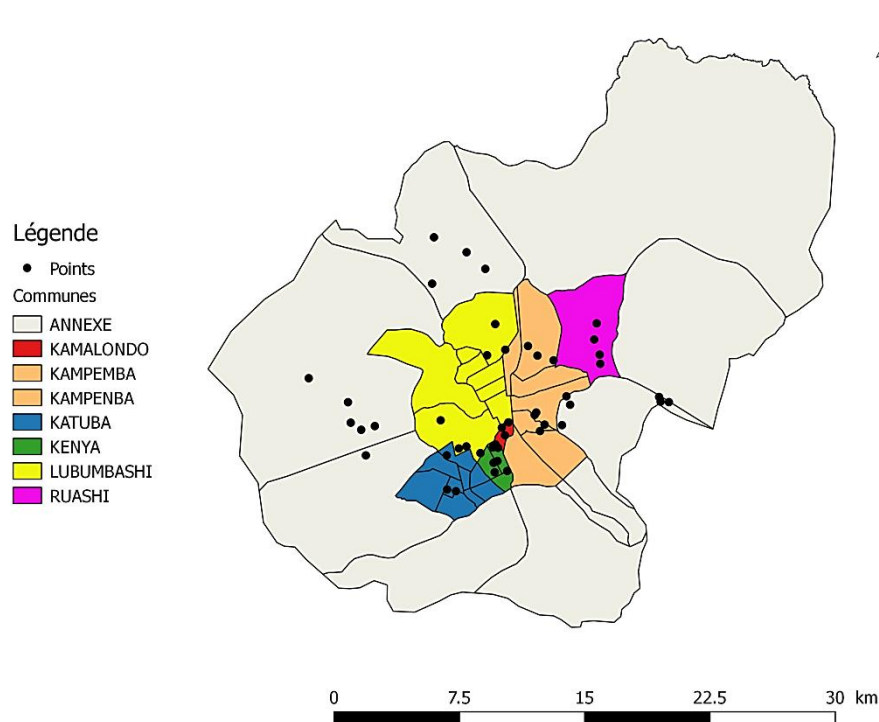 Légende
Points
Communes
ANNEXE
KAMALONDO
KAMPEMBA
KAMPENBA
KATUBA
KENYA
LUBUMBASHI
RUASHI
0 7.5 15 22.5 30 km